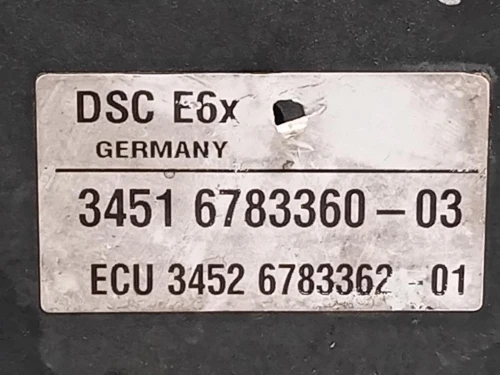 DSC E6x
GERMANY
3451 6783360-03
ECU 3452 6783362 01